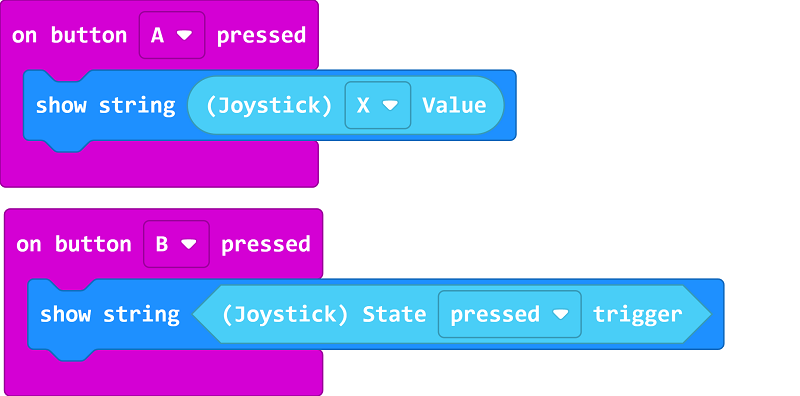 on button A pressed
show string (Joystick) X Value
on button B pressed
show string (Joystick) State pressed trigger